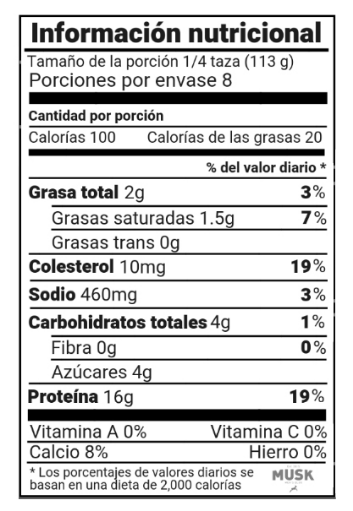 Información nutricional
Tamaño de la porción 1/4 taza (113 g)
Porciones por envase 8
Cantidad por porción
Calorías 100 Calorías de las grasas 20
% del valor diario *
Grasa total 2g 3%
Grasas saturadas 1.5g 7%
Grasas trans 0g
Colesterol 10mg 19%
Sodio 460mg 3%
Carbohidratos totales 4g 1%
Fibra 0g 0%
Azúcares 4g
Proteína 16g 19%
Vitamina A 0% Vitamina C 0%
Calcio 8% Hierro 0%
* Los porcentajes de valores diarios se
basan en una dieta de 2,000 calorías
MUSK